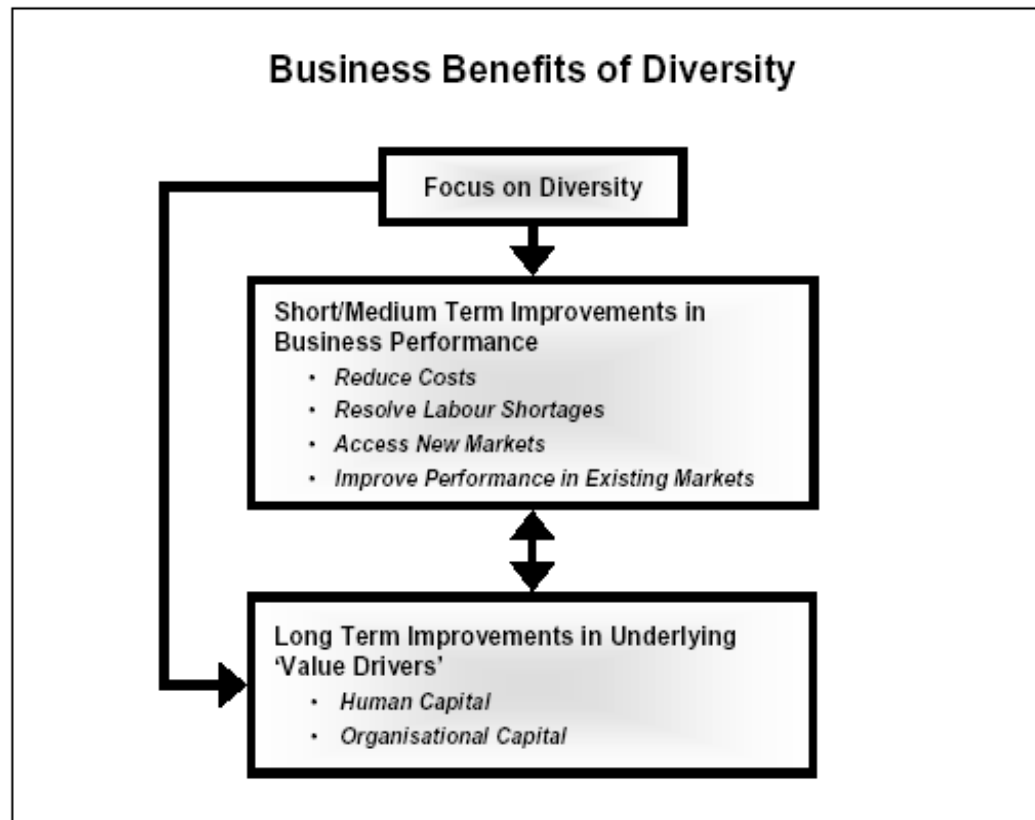 Business Benefits of Diversity
Focus on Diversity
Short/Medium Term Improvements in
Business Performance
• Reduce Costs
• Resolve Labour Shortages
• Access New Markets
• Improve Performance in Existing Markets
Long Term Improvements in Underlying
‘Value Drivers’
• Human Capital
• Organisational Capital